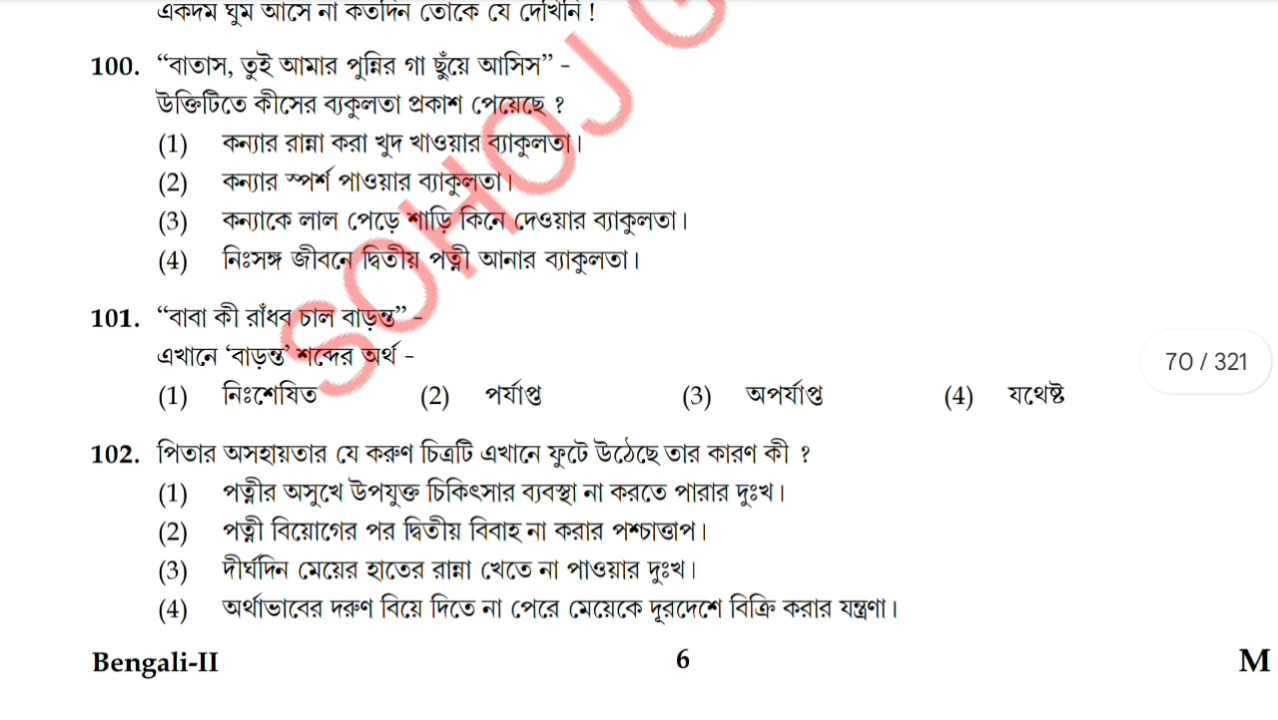 একদম ঘুম আসে না কতদিন তোকে যে দেখিনি !
100. “বাতাস, তুই আমার পুন্নির গা ছুঁয়ে আসিস” -
উক্তিটিতে কীসের ব্যকুলতা প্রকাশ পেয়েছে ?
(1) কন্যার রান্না করা খুদ খাওয়ার ব্যাকুলতা।
(2) কন্যার স্পর্শ পাওয়ার ব্যাকুলতা।
(3) কন্যাকে লাল পেড়ে শাড়ি কিনে দেওয়ার ব্যাকুলতা।
(4) নিঃসঙ্গ জীবনে দ্বিতীয় পত্নী আনার ব্যাকুলতা।
101. “বাবা কী রাঁধব চাল বাড়ন্ত” -
এখানে ‘বাড়ন্ত’ শব্দের অর্থ -
(1) নিঃশেষিত (2) পর্যাপ্ত (3) অপর্যাপ্ত (4) যথেষ্ট
70 / 321
102. পিতার অসহায়তার যে করুণ চিত্রটি এখানে ফুটে উঠেছে তার কারণ কী ?
(1) পত্নীর অসুখে উপযুক্ত চিকিৎসার ব্যবস্থা না করতে পারার দুঃখ।
(2) পত্নী বিয়োগের পর দ্বিতীয় বিবাহ না করার পশ্চাত্তাপ।
(3) দীর্ঘদিন মেয়ের হাতের রান্না খেতে না পাওয়ার দুঃখ।
(4) অর্থাভাবের দরুণ বিয়ে দিতে না পেরে মেয়েকে দূরদেশে বিক্রি করার যন্ত্রণা।
Bengali-II 6 M
SOHOJ G